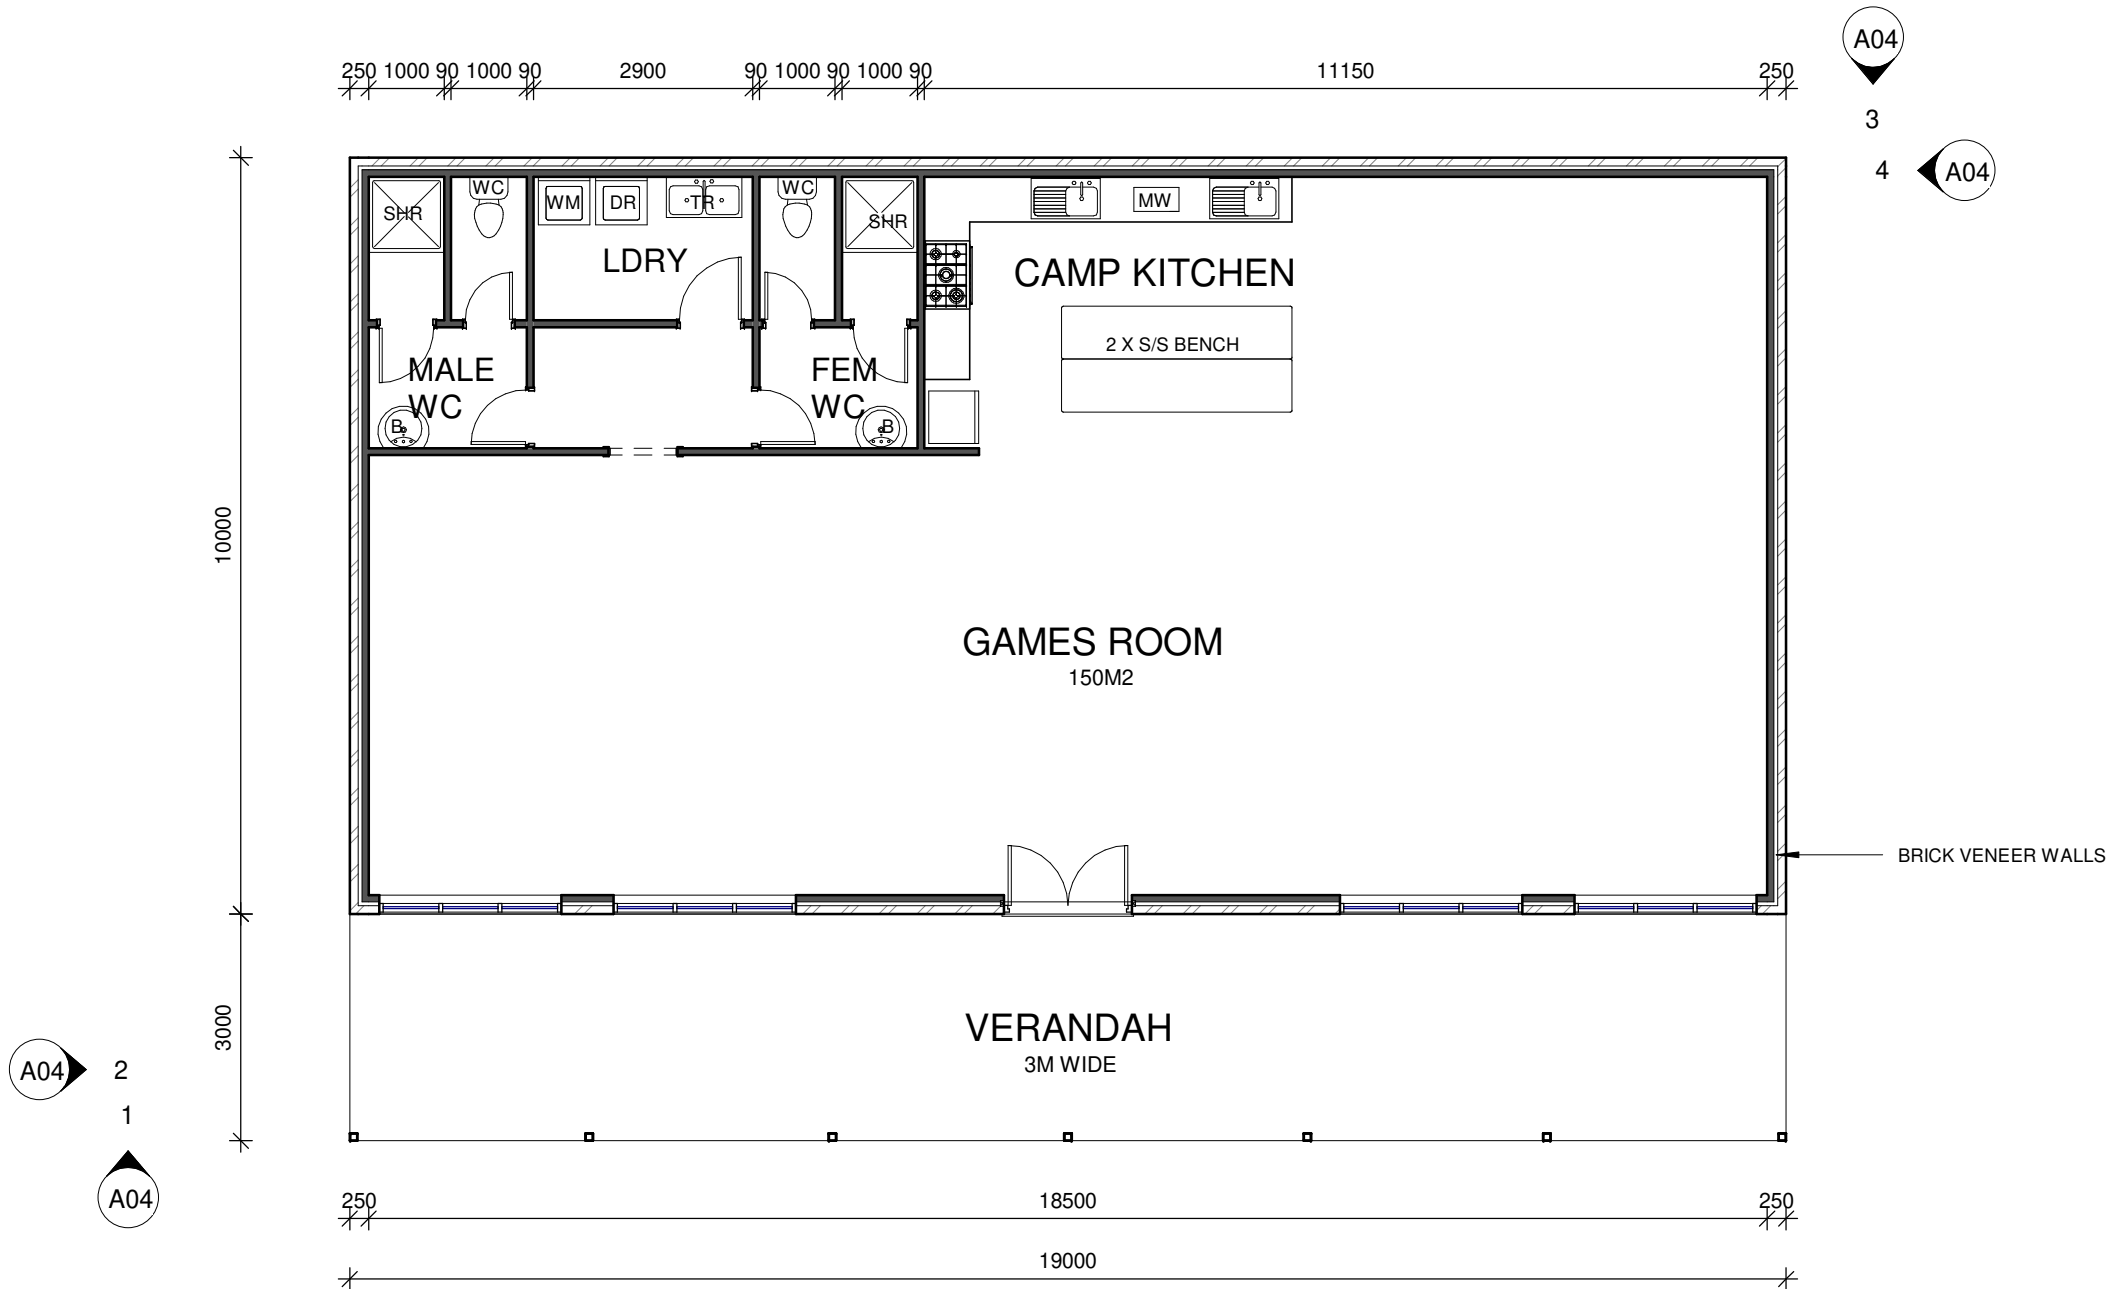 A04
3
4
A04
250 1000 90 1000 90 2900 90 1000 90 1000 90 11150 250
SHR
WC
WM
DR
TR
WC
SHR
MW
LDRY
CAMP KITCHEN
2 X S/S BENCH
MALE
WC
FEM
WC
B
B
10000
GAMES ROOM
150M2
BRICK VENEER WALLS
3000
VERANDAH
3M WIDE
A04
2
1
A04
250 18500 250
19000